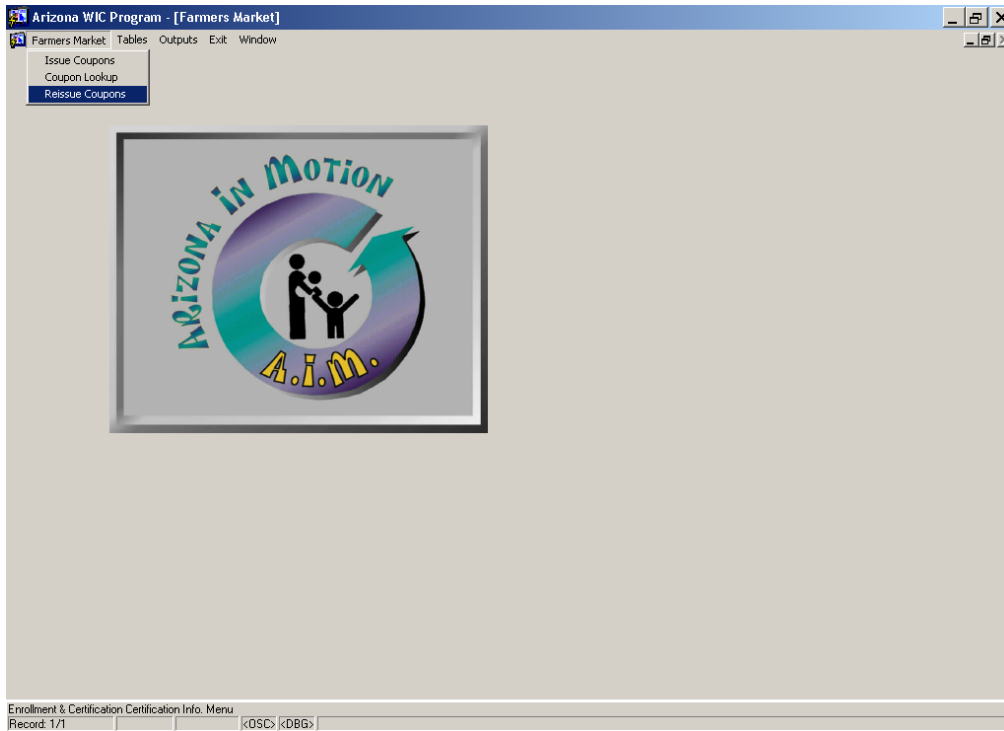 Arizona WIC Program - [Farmers Market]
Farmers Market Tables Outputs Exit Window
Issue Coupons
Coupon Lookup
Reissue Coupons
ARIZONA IN MOTION
A.I.M.
Enrollment & Certification Certification Info. Menu
Record: 1/1 <OSC> <DBG>